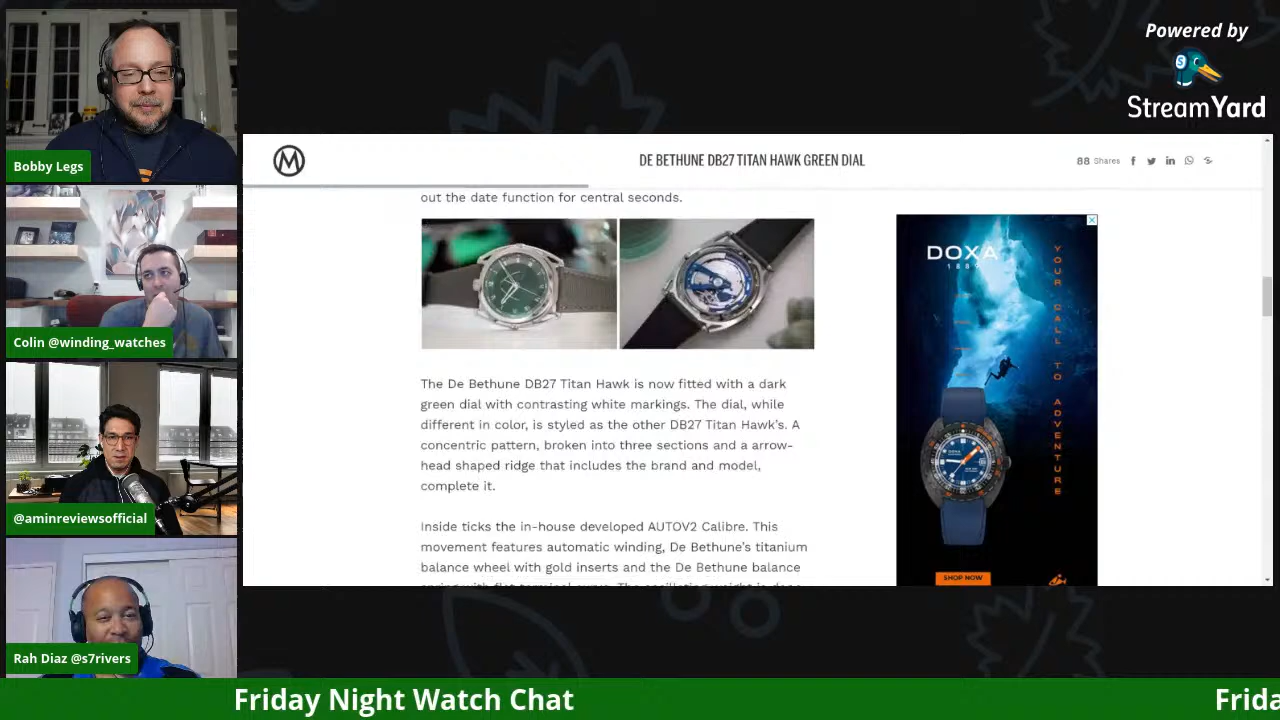 Powered by
StreamYard
Bobby Legs
Colin @winding_watches
@aminreviewsofficial
Rah Diaz @s7rivers
M
DE BETHUNE DB27 TITAN HAWK GREEN DIAL
88 Shares
out the date function for central seconds.
The De Bethune DB27 Titan Hawk is now fitted with a dark
green dial with contrasting white markings. The dial, while
different in color, is styled as the other DB27 Titan Hawk's. A
concentric pattern, broken into three sections and a arrow-
head shaped ridge that includes the brand and model,
complete it.
Inside ticks the in-house developed AUTOV2 Calibre. This
movement features automatic winding, De Bethune's titanium
balance wheel with gold inserts and the De Bethune balance
DOXA
1889
YOUR CALL TO ADVENTURE
SHOP NOW
Friday Night Watch Chat
Frida